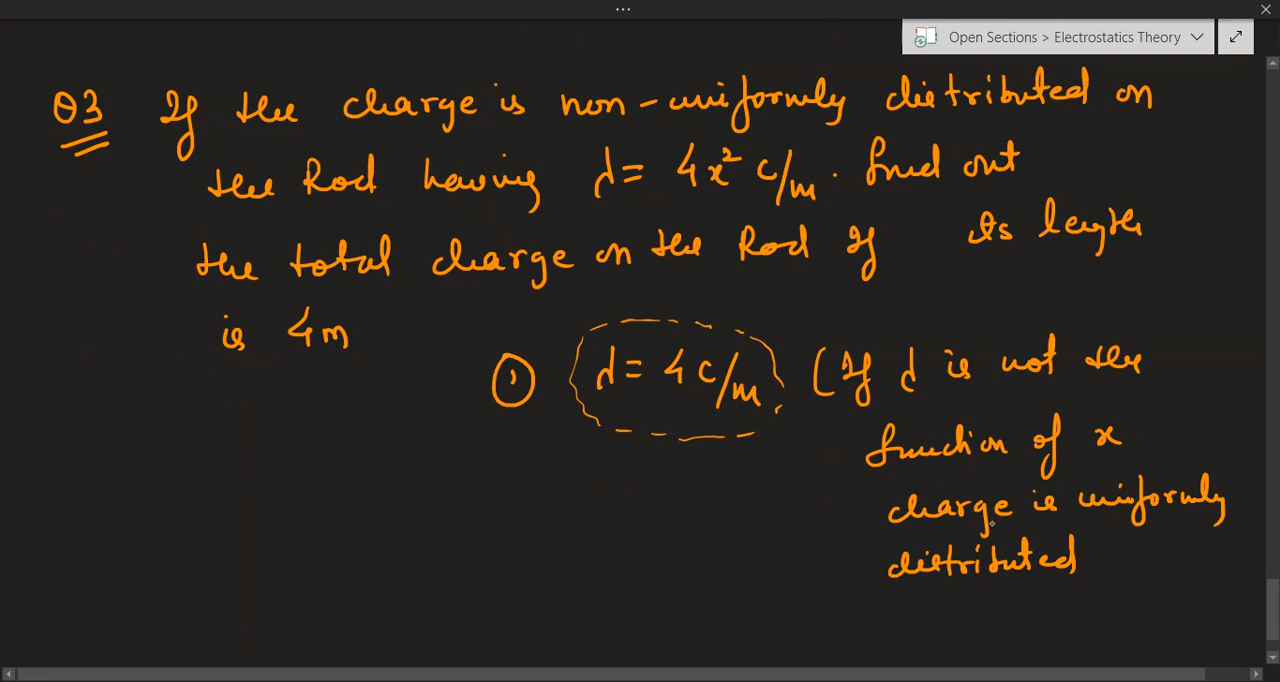 ...
Open Sections > Electrostatics Theory
Q3 If the charge is non-uniformly distributed on
the Rod having λ = 4x² c/m. find out
the total charge on the Rod If its length
is 4m
① λ = 4 c/m. (If λ is not the
function of x
charge is uniformly
distributed